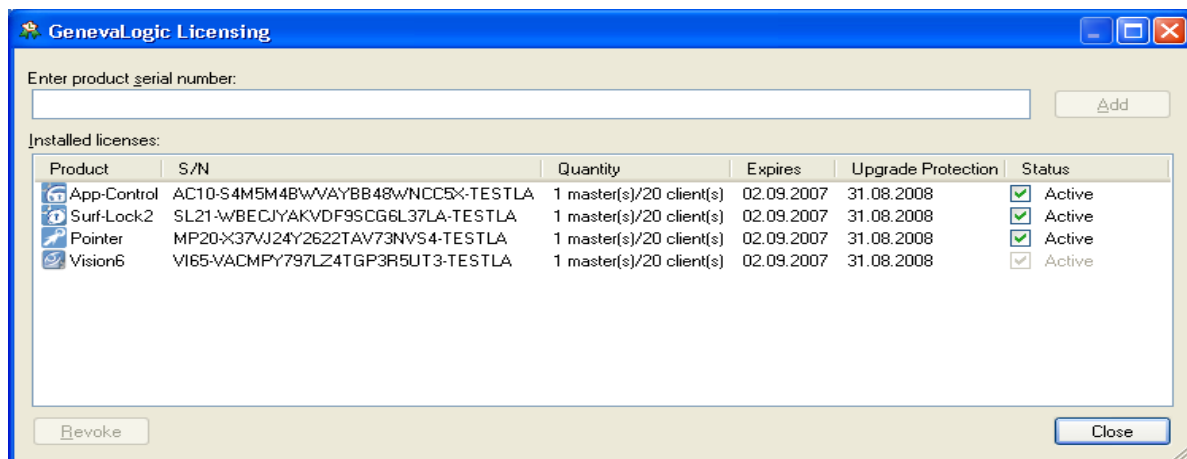 GenevaLogic Licensing
Enter product serial number:
Add
Installed licenses:
Product S/N Quantity Expires Upgrade Protection Status
App-Control AC10-S4M5M4BWVAYBB48WNCC5X-TESTLA 1 master(s)/20 client(s) 02.09.2007 31.08.2008 Active
Surf-Lock2 SL21-WBECJYAKVDF9SCG6L37LA-TESTLA 1 master(s)/20 client(s) 02.09.2007 31.08.2008 Active
Pointer MP20-X37VJ24Y2622TAV73NVS4-TESTLA 1 master(s)/20 client(s) 02.09.2007 31.08.2008 Active
Vision6 VI65-VACMPY797LZ4TGP3R5UT3-TESTLA 1 master(s)/20 client(s) 02.09.2007 31.08.2008 Active
Revoke Close